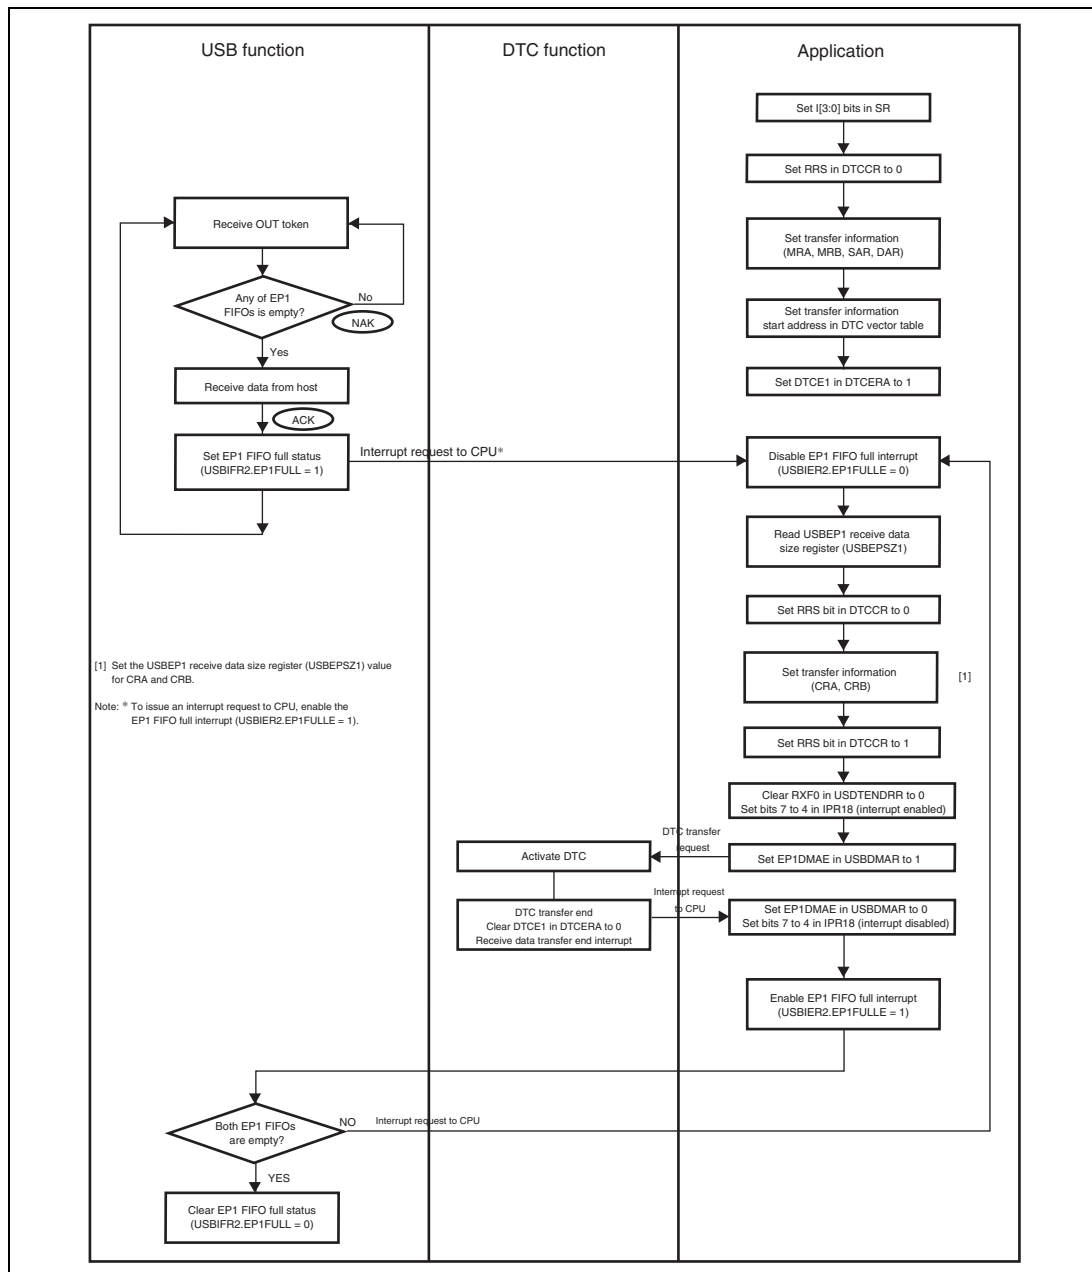 USB function
DTC function
Application
Set I[3:0] bits in SR
Set RRS in DTCCR to 0
Set transfer information
(MRA, MRB, SAR, DAR)
Set transfer information
start address in DTC vector table
Set DTCE1 in DTCERA to 1
Receive OUT token
Any of EP1
FIFOs is empty?
No
NAK
Yes
Receive data from host
ACK
Set EP1 FIFO full status
(USBIFR2.EP1FULL = 1)
Interrupt request to CPU*
Disable EP1 FIFO full interrupt
(USBIER2.EP1FULLE = 0)
Read USBEP1 receive data
size register (USBEPSZ1)
Set RRS bit in DTCCR to 0
Set transfer information
(CRA, CRB)
[1]
Set RRS bit in DTCCR to 1
Clear RXF0 in USDTENDRR to 0
Set bits 7 to 4 in IPR18 (interrupt enabled)
[1] Set the USBEP1 receive data size register (USBEPSZ1) value
for CRA and CRB.
Note: * To issue an interrupt request to CPU, enable the
EP1 FIFO full interrupt (USBIER2.EP1FULLE = 1).
DTC transfer
request
Activate DTC
Set EP1DMAE in USBDMAR to 1
Interrupt request
to CPU
DTC transfer end
Clear DTCE1 in DTCERA to 0
Receive data transfer end interrupt
Set EP1DMAE in USBDMAR to 0
Set bits 7 to 4 in IPR18 (interrupt disabled)
Enable EP1 FIFO full interrupt
(USBIER2.EP1FULLE = 1)
Both EP1 FIFOs
are empty?
NO
Interrupt request to CPU
YES
Clear EP1 FIFO full status
(USBIFR2.EP1FULL = 0)